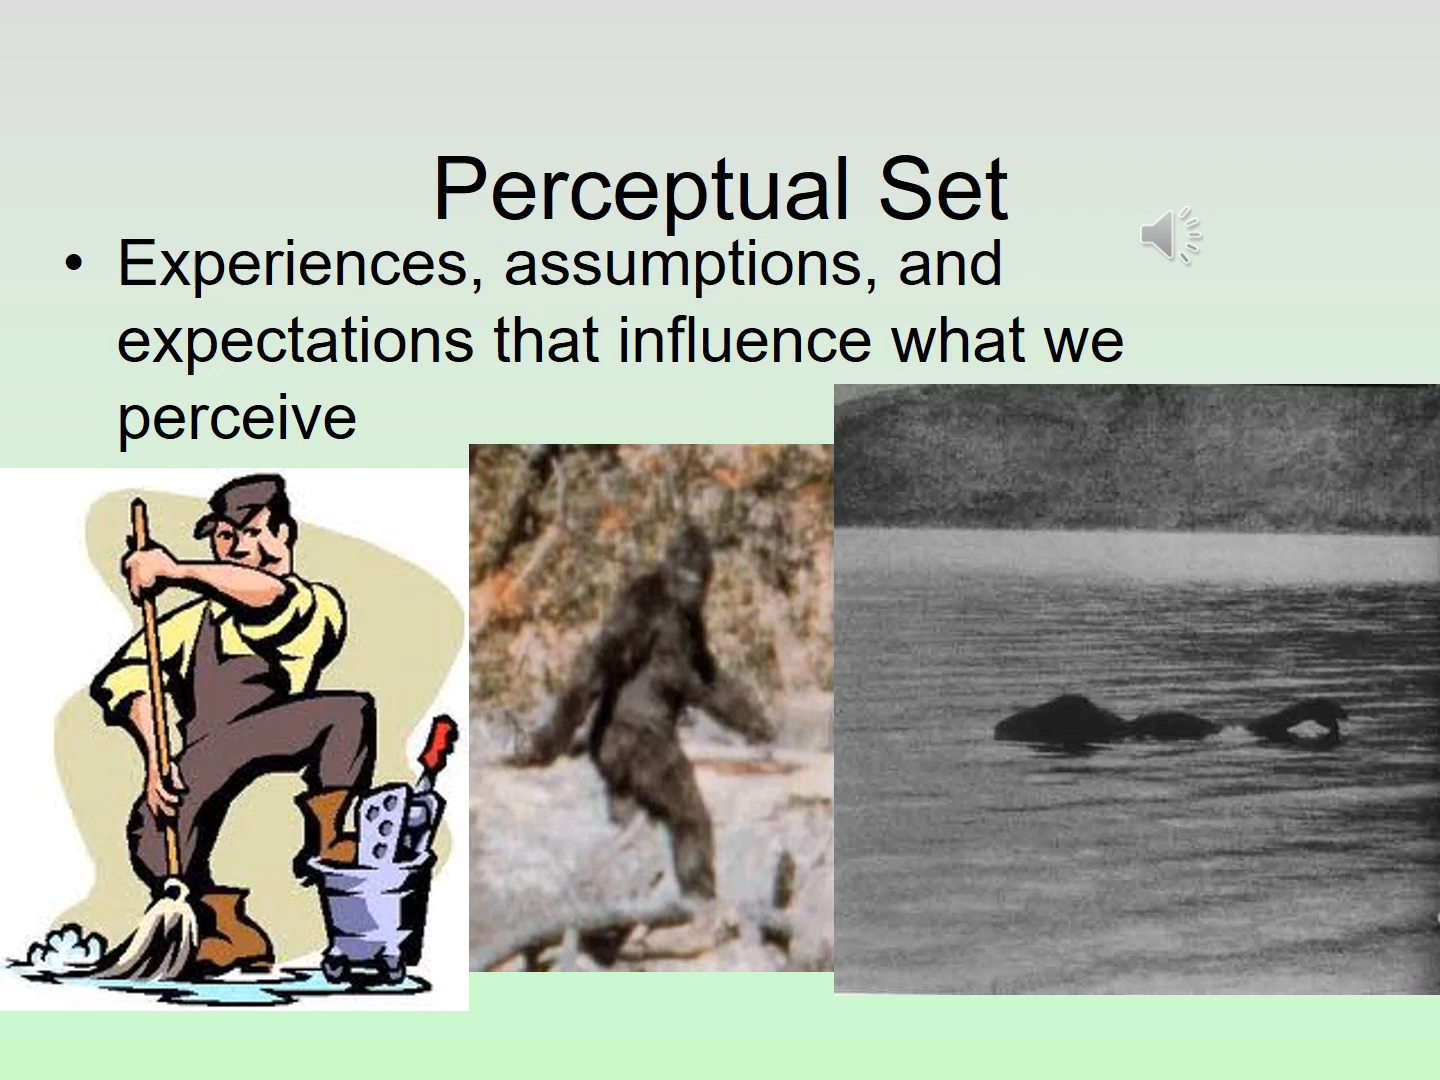 Perceptual Set
• Experiences, assumptions, and
expectations that influence what we
perceive